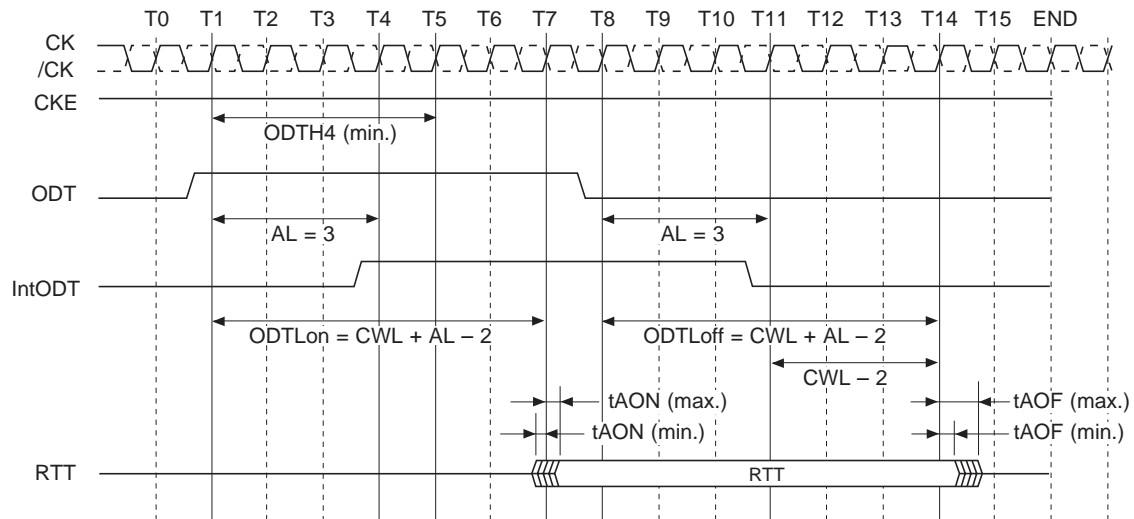 T0 T1 T2 T3 T4 T5 T6 T7 T8 T9 T10 T11 T12 T13 T14 T15 END
CK
/CK
CKE
ODTH4 (min.)
ODT
AL = 3 AL = 3
IntODT
ODTLon = CWL + AL – 2 ODTLoff = CWL + AL – 2
CWL – 2
tAON (max.) tAOF (max.)
tAON (min.) tAOF (min.)
RTT RTT